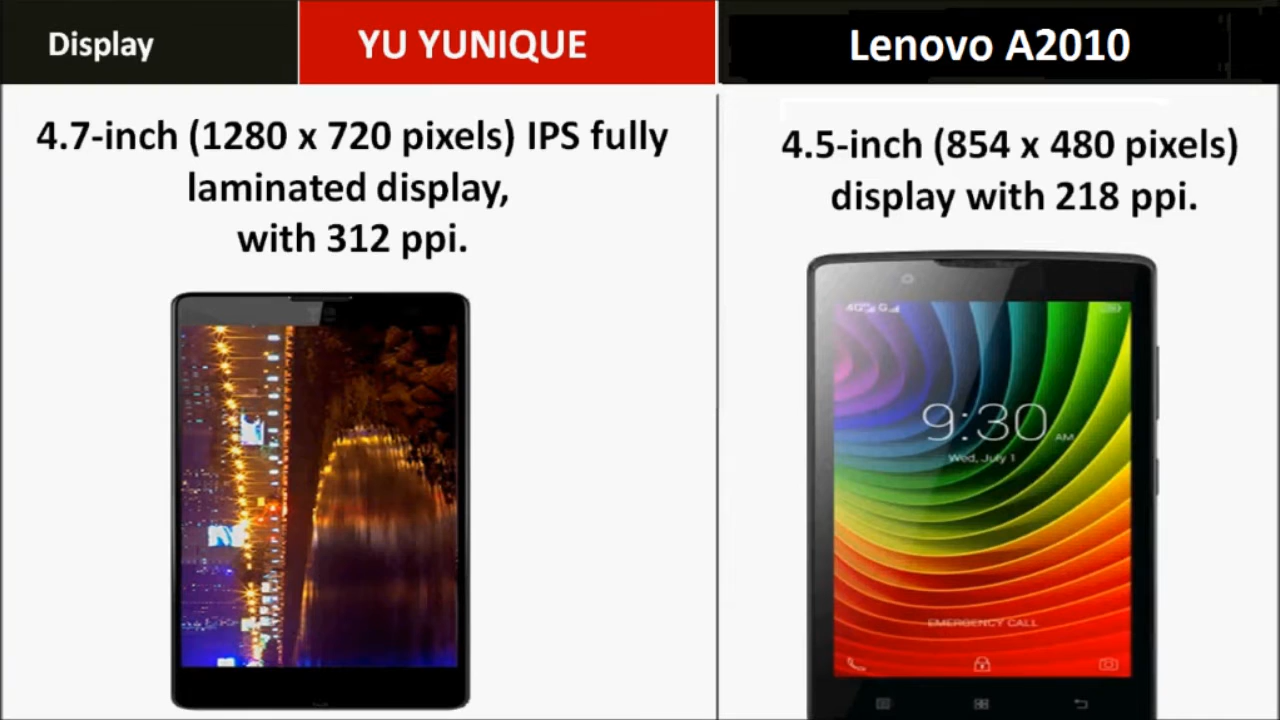 Display
YU YUNIQUE
Lenovo A2010
4.7-inch (1280 x 720 pixels) IPS fully
laminated display,
with 312 ppi.
4.5-inch (854 x 480 pixels)
display with 218 ppi.
9:30 AM
Wed, July 1
EMERGENCY CALL